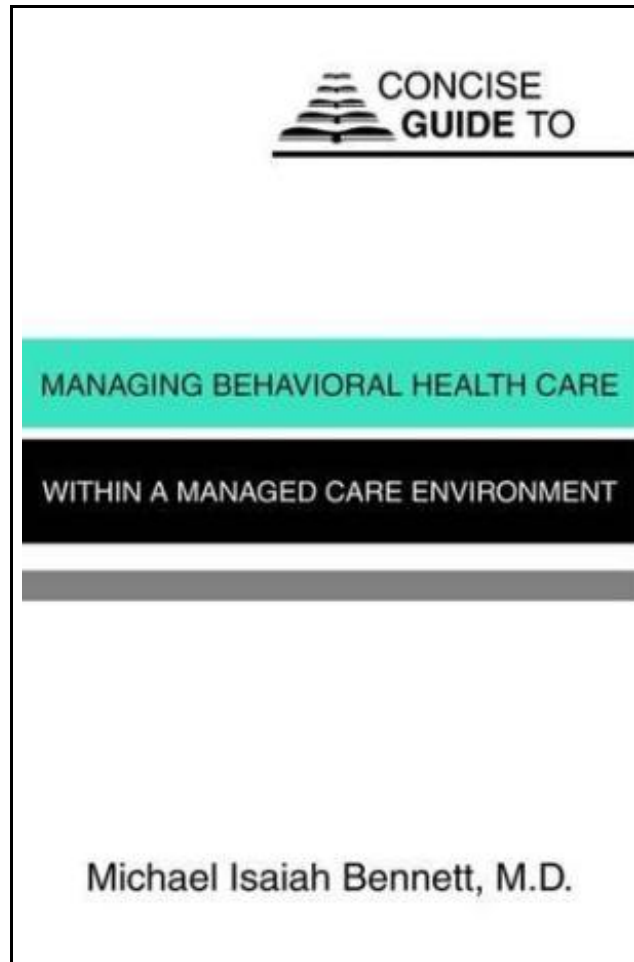 CONCISE
GUIDE TO
MANAGING BEHAVIORAL HEALTH CARE
WITHIN A MANAGED CARE ENVIRONMENT
Michael Isaiah Bennett, M.D.